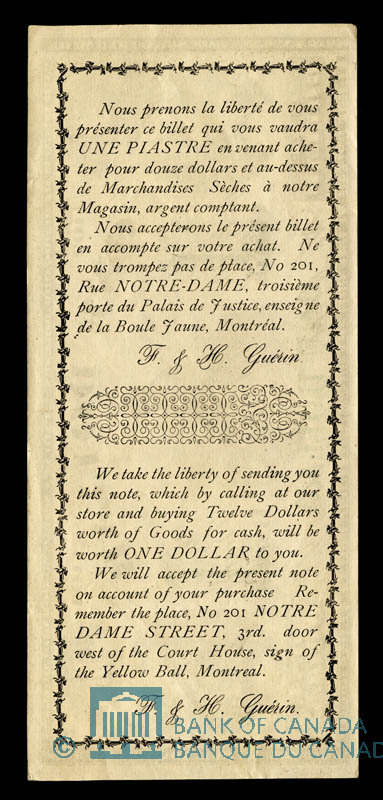 Nous prenons la liberté de vous
présenter ce billet qui vous vaudra
UNE PIASTRE en venant ache-
ter pour douze dollars et au-dessus
de Marchandises Sèches à notre
Magasin, argent comptant.
Nous accepterons le présent billet
en accompte sur votre achat. Ne
vous trompez pas de place, No 201,
Rue NOTRE-DAME, troisième
porte du Palais de Justice, enseigne
de la Boule Jaune, Montréal.
F. & H. Guérin.
We take the liberty of sending you
this note, which by calling at our
store and buying Twelve Dollars
worth of Goods for cash, will be
worth ONE DOLLAR to you.
We will accept the present note
on account of your purchase Re-
member the place, No 201 NOTRE
DAME STREET, 3rd. door
west of the Court House, sign of
the Yellow Ball, Montreal.
F. & H. Guérin.
BANK OF CANADA
© BANQUE DU CANAD